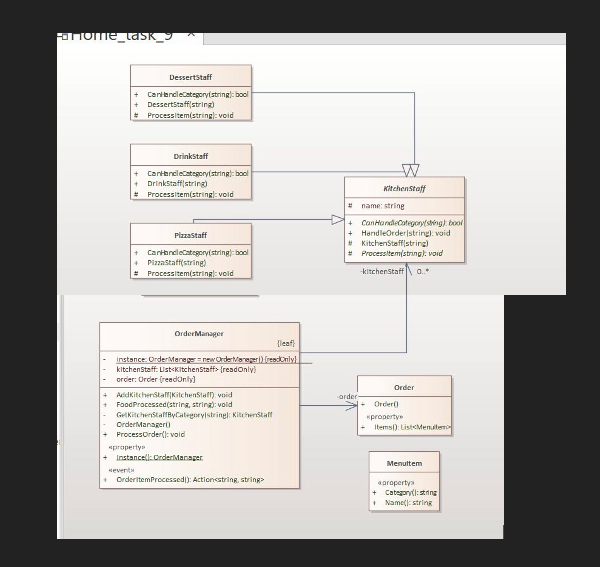 Home_task_9 ×
DessertStaff
+ CanHandleCategory(string): bool
+ DessertStaff(string)
# ProcessItem(string): void
DrinkStaff
+ CanHandleCategory(string): bool
+ DrinkStaff(string)
# ProcessItem(string): void
PizzaStaff
+ CanHandleCategory(string): bool
+ PizzaStaff(string)
# ProcessItem(string): void
KitchenStaff
# name: string
+ CanHandleCategory(string): bool
+ HandleOrder(string): void
# KitchenStaff(string)
# ProcessItem(string): void
-kitchenStaff 0..*
OrderManager
{leaf}
- instance: OrderManager = new OrderManager() {readOnly}
- kitchenStaff: List<KitchenStaff> {readOnly}
- order: Order {readOnly}
+ AddKitchenStaff(KitchenStaff): void
+ FoodProcessed(string, string): void
- GetKitchenStaffByCategory(string): KitchenStaff
- OrderManager()
+ ProcessOrder(): void
«property»
+ Instance(): OrderManager
«event»
+ OrderItemProcessed(): Action<string, string>
-order
Order
+ Order()
«property»
+ Items(): List<MenuItem>
MenuItem
«property»
+ Category(): string
+ Name(): string